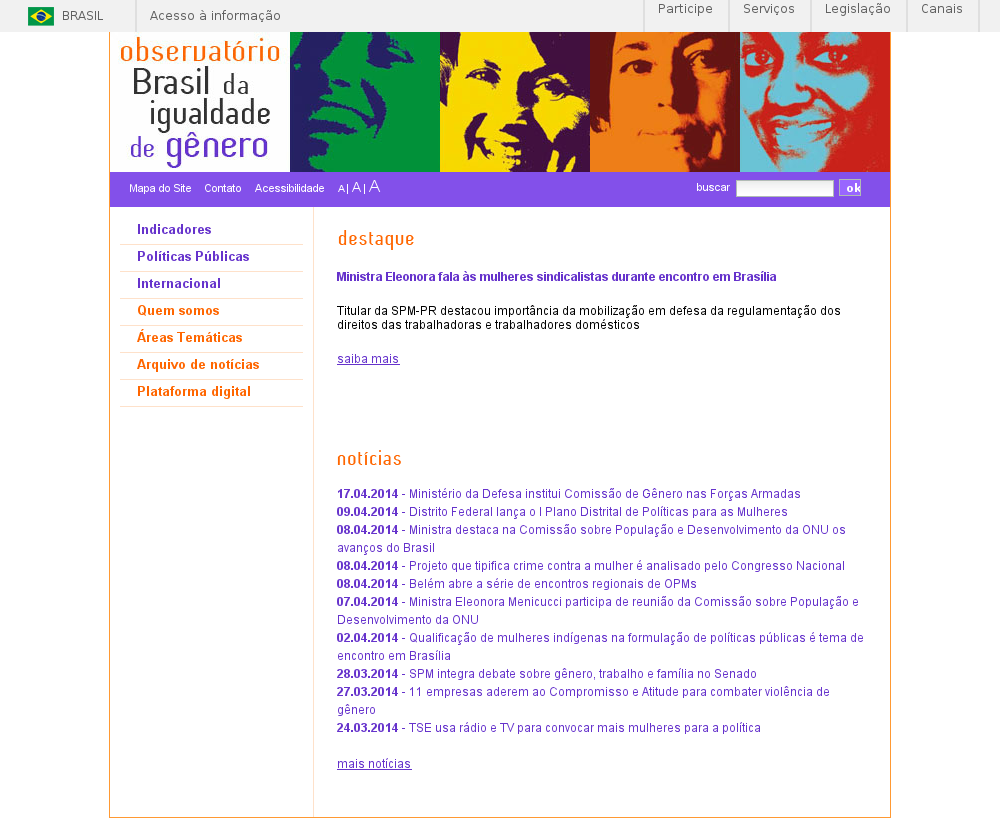 BRASIL
Acesso à informação
Participe
Serviços
Legislação
Canais
observatório
Brasil da
igualdade
de gênero
Mapa do Site Contato Acessibilidade A| A | A
buscar
ok
Indicadores
Políticas Públicas
Internacional
Quem somos
Áreas Temáticas
Arquivo de notícias
Plataforma digital
destaque
Ministra Eleonora fala às mulheres sindicalistas durante encontro em Brasília
Titular da SPM-PR destacou importância da mobilização em defesa da regulamentação dos
direitos das trabalhadoras e trabalhadores domésticos
saiba mais
notícias
17.04.2014 - Ministério da Defesa institui Comissão de Gênero nas Forças Armadas
09.04.2014 - Distrito Federal lança o I Plano Distrital de Políticas para as Mulheres
08.04.2014 - Ministra destaca na Comissão sobre População e Desenvolvimento da ONU os
avanços do Brasil
08.04.2014 - Projeto que tipifica crime contra a mulher é analisado pelo Congresso Nacional
08.04.2014 - Belém abre a série de encontros regionais de OPMs
07.04.2014 - Ministra Eleonora Menicucci participa de reunião da Comissão sobre População e
Desenvolvimento da ONU
02.04.2014 - Qualificação de mulheres indígenas na formulação de políticas públicas é tema de
encontro em Brasília
28.03.2014 - SPM integra debate sobre gênero, trabalho e família no Senado
27.03.2014 - 11 empresas aderem ao Compromisso e Atitude para combater violência de
gênero
24.03.2014 - TSE usa rádio e TV para convocar mais mulheres para a política
mais notícias